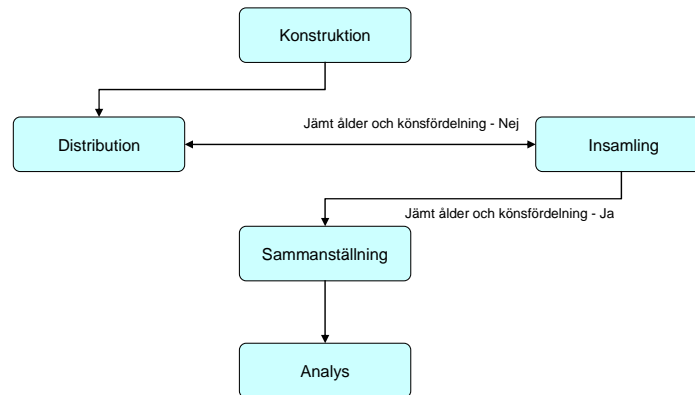 Konstruktion
Jämt ålder och könsfördelning - Nej
Distribution
Insamling
Jämt ålder och könsfördelning - Ja
Sammanställning
Analys